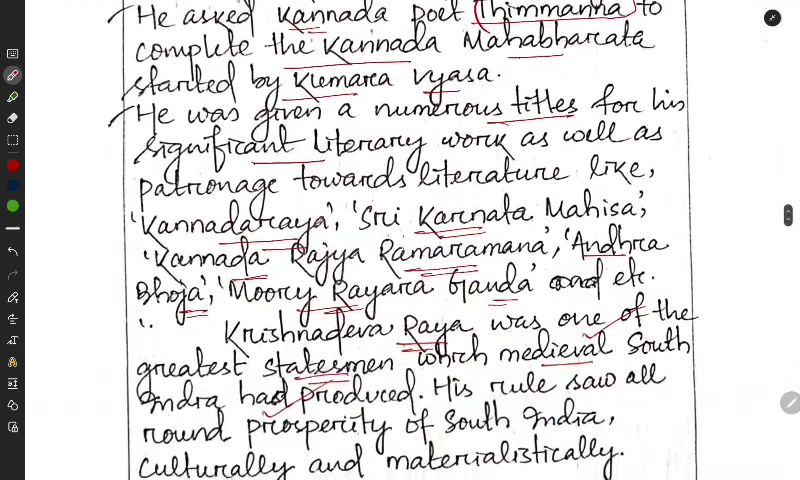 He asked Kannada poet Thimmanna to
complete the Kannada Mahabharata
started by Kumara Vyasa.
He was given a numerous titles for his
significant literary work as well as
patrionage towards literature like,
'Kannadaraya', 'Sri Karnata Mahisa',
'Kannada Rajya Ramaramana', 'Andhra
Bhoja', 'Moory Rayara Ganda' and etc.
Krishnadeva Raya was one of the
greatest statesmen which medieval South
India had produced. His rule saw all
round prosperity of South India,
culturally and materialistically.